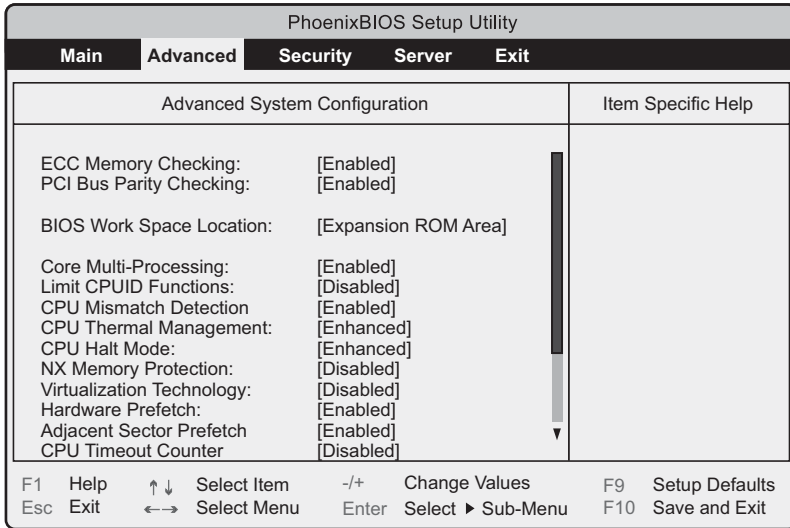 PhoenixBIOS Setup Utility
Main Advanced Security Server Exit
Advanced System Configuration Item Specific Help
ECC Memory Checking: [Enabled]
PCI Bus Parity Checking: [Enabled]
BIOS Work Space Location: [Expansion ROM Area]
Core Multi-Processing: [Enabled]
Limit CPUID Functions: [Disabled]
CPU Mismatch Detection [Enabled]
CPU Thermal Management: [Enhanced]
CPU Halt Mode: [Enhanced]
NX Memory Protection: [Disabled]
Virtualization Technology: [Disabled]
Hardware Prefetch: [Enabled]
Adjacent Sector Prefetch [Enabled]
CPU Timeout Counter [Disabled]
F1 Help ↑ ↓ Select Item -/+ Change Values F9 Setup Defaults
Esc Exit ←→ Select Menu Enter Select ▶ Sub-Menu F10 Save and Exit